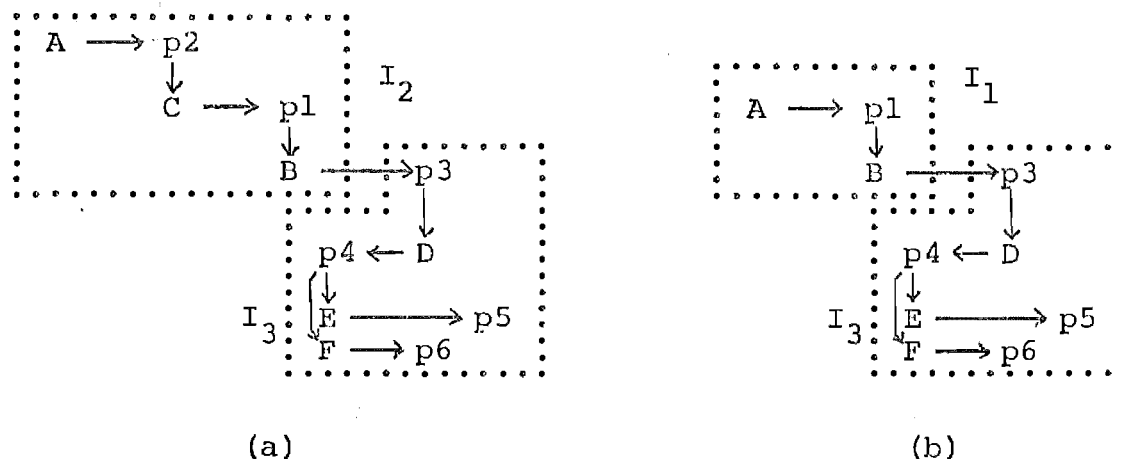 A → p2
I₂
I₁
C → p1
A → p1
B → p3
B → p3
p4 ← D
p4 ← D
I₃ E → p5
I₃ E → p5
F → p6
F → p6
(a) (b)